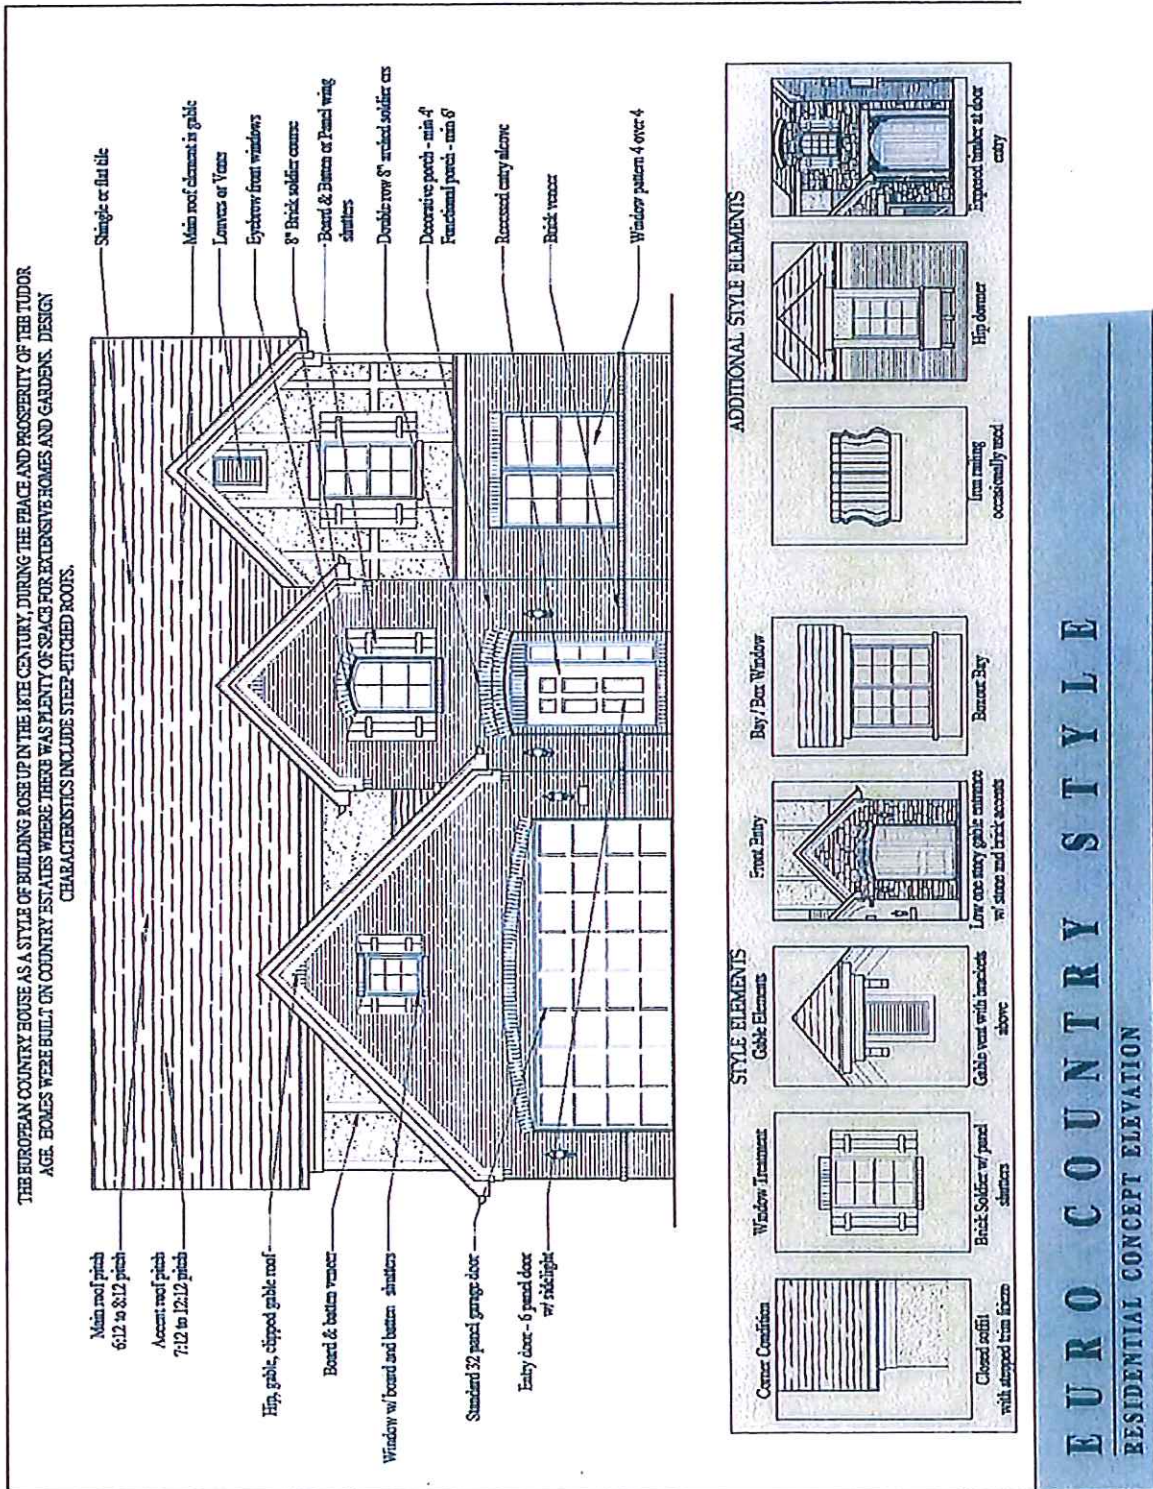 THE EUROPEAN COUNTRY HOUSE AS A STYLE OF BUILDING ROSE UP IN THE 18TH CENTURY, DURING THE PEACE AND PROSPERITY OF THE TUDOR
AGE. HOMES WERE BUILT ON COUNTRY ESTATES WHERE THERE WAS PLENTY OF SPACE FOR EXTENSIVE HOMES AND GARDENS. DESIGN
CHARACTERISTICS INCLUDE STEEP-PITCHED ROOFS.
Main roof pitch
6:12 to 8:12 pitch
Accent roof pitch
7:12 to 12:12 pitch
Hip, gable, clipped gable roof
Board & batten veneer
Window w/ board and batten shutters
Standard 32 panel garage door
Entry door - 6 panel door
w/ sidelight
Shingle or flat tile
Main roof element is gable
Louvers or Vents
Eyebrow front windows
8" Brick soldier course
Board & Batten or Panel wing
shutters
Double row 8" arched soldier crs
Decorative porch - min 4'
Functional porch - min 6'
Recessed entry alcove
Brick veneer
Window pattern 4 over 4
STYLE ELEMENTS
ADDITIONAL STYLE ELEMENTS
Corner Condition
Window Treatment
Gable Elements
Front Entry
Bay / Box Window
Closed soffit
with stepped trim
Brick Soldier w/ panel
shutters
Gable vent with brackets
above
Low one story gable entrance
w/ stone and brick accents
Boxout Bay
Iron railing
occasionally used
Hip dormer
Exposed timber at door
entry
EURO COUNTRY STYLE
RESIDENTIAL CONCEPT ELEVATION